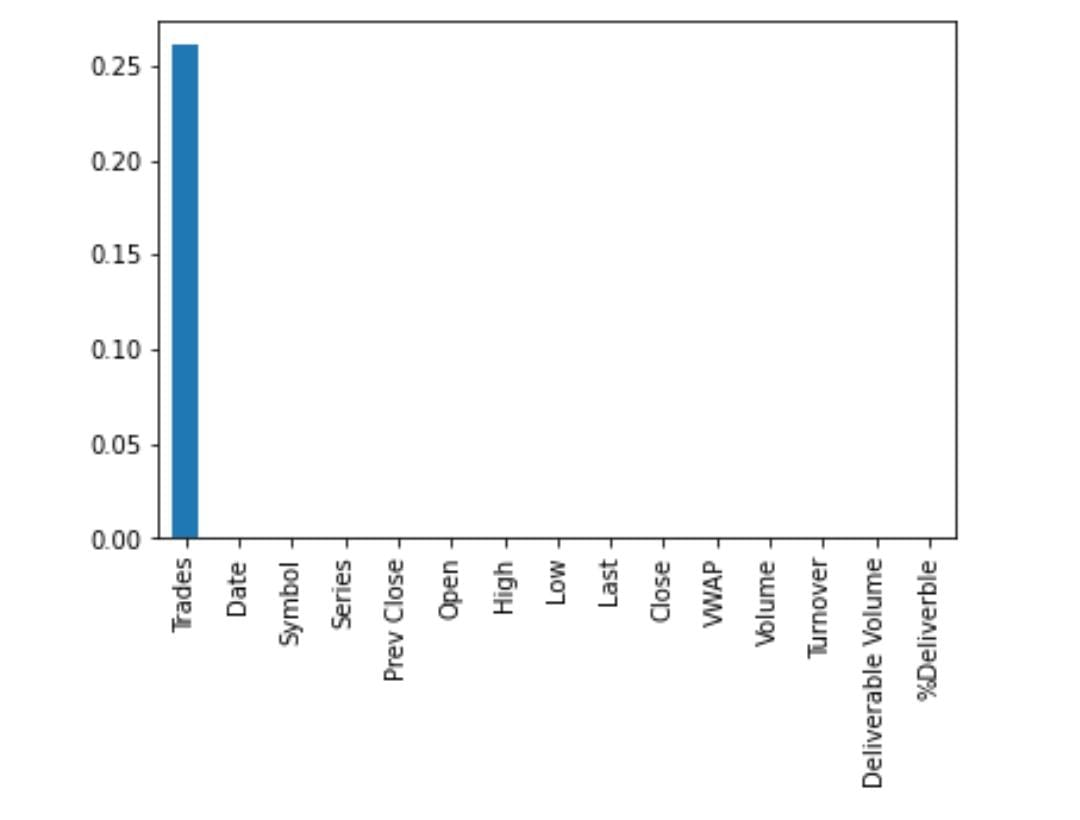 0.25
0.20
0.15
0.10
0.05
0.00
Trades
Date
Symbol
Series
Prev Close
Open
High
Low
Last
Close
VWAP
Volume
Turnover
Deliverable Volume
%Deliverble